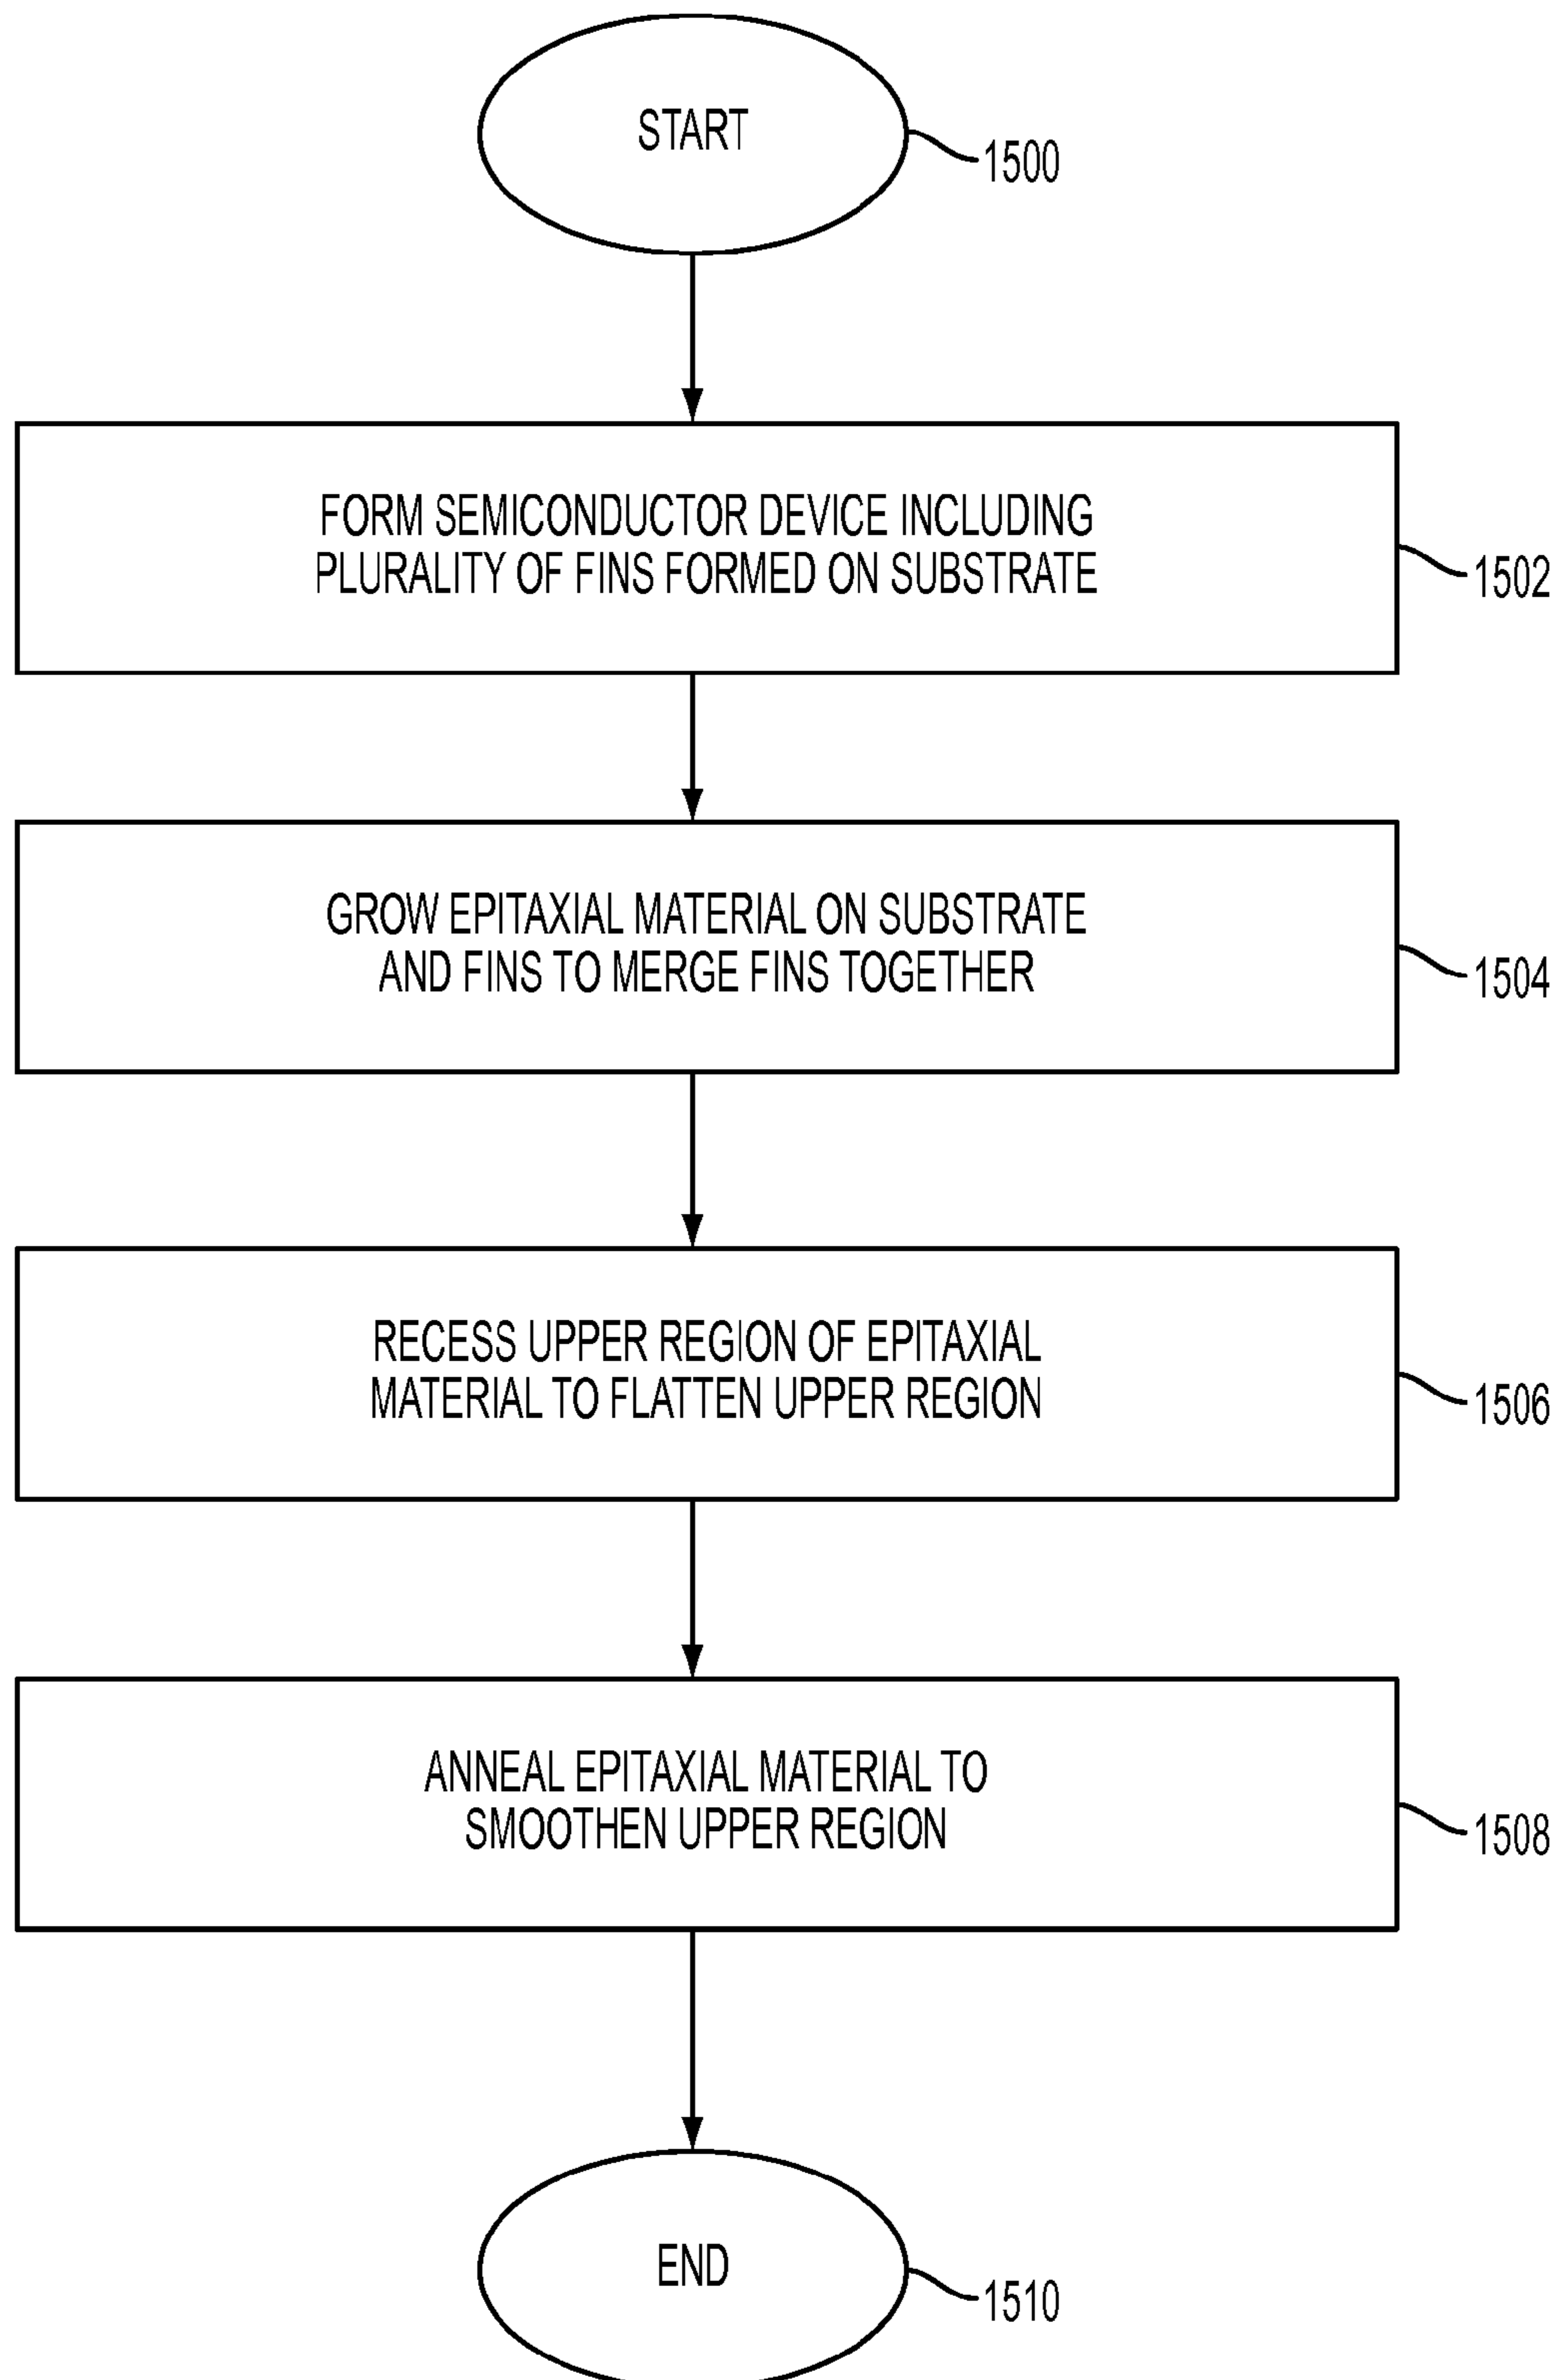 START
1500
FORM SEMICONDUCTOR DEVICE INCLUDING
PLURALITY OF FINS FORMED ON SUBSTRATE
1502
GROW EPITAXIAL MATERIAL ON SUBSTRATE
AND FINS TO MERGE FINS TOGETHER
1504
RECESS UPPER REGION OF EPITAXIAL
MATERIAL TO FLATTEN UPPER REGION
1506
ANNEAL EPITAXIAL MATERIAL TO
SMOOTHEN UPPER REGION
1508
END
1510